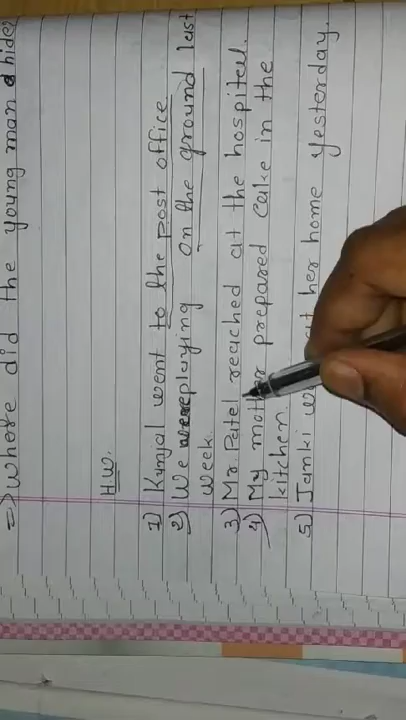 => Where did the young man hide?
H.W.
1) Kunjal went to the post office
2) We were playing on the ground last
week.
3) Mr. Patel reached at the hospital.
4) My mother prepared cake in the
kitchen.
5) Janki at her home yesterday.